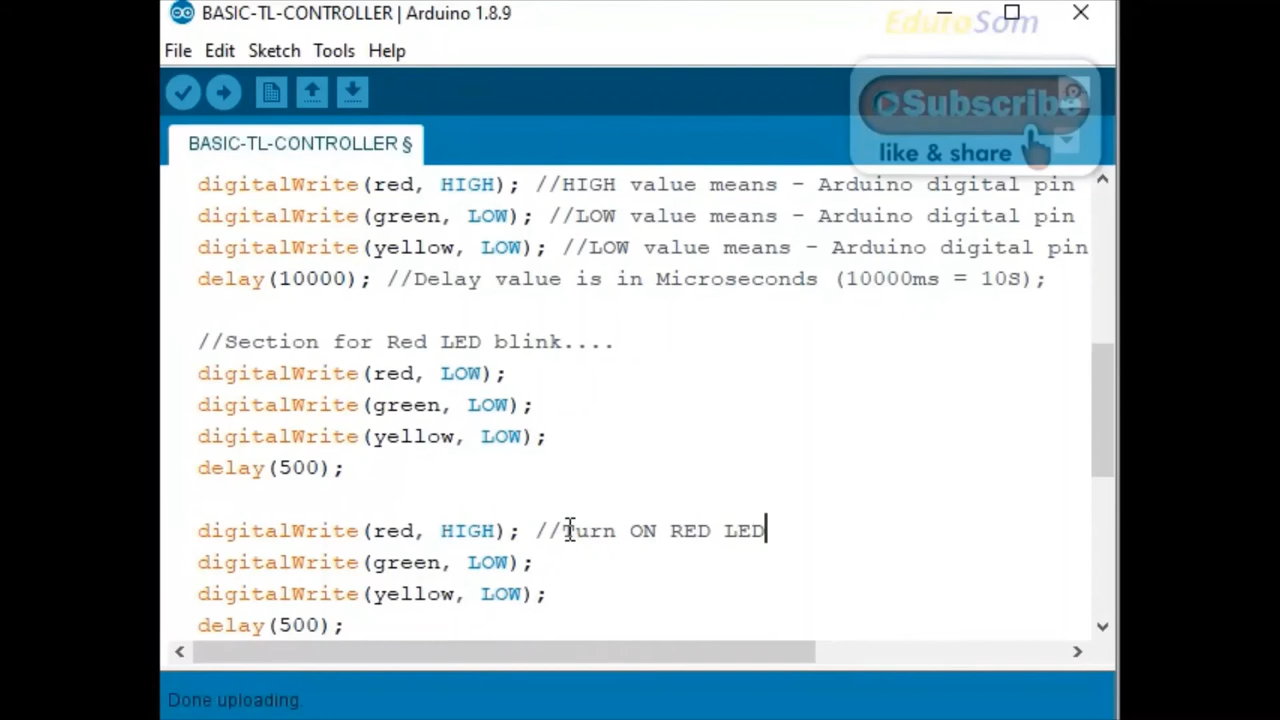 BASIC-TL-CONTROLLER | Arduino 1.8.9
EduroSom
File Edit Sketch Tools Help
Subscribe
like & share
BASIC-TL-CONTROLLER §
digitalWrite(red, HIGH); //HIGH value means - Arduino digital pin
digitalWrite(green, LOW); //LOW value means - Arduino digital pin
digitalWrite(yellow, LOW); //LOW value means - Arduino digital pin
delay(10000); //Delay value is in Microseconds (10000ms = 10S);
//Section for Red LED blink....
digitalWrite(red, LOW);
digitalWrite(green, LOW);
digitalWrite(yellow, LOW);
delay(500);
digitalWrite(red, HIGH); //Turn ON RED LED
digitalWrite(green, LOW);
digitalWrite(yellow, LOW);
delay(500);
Done uploading.